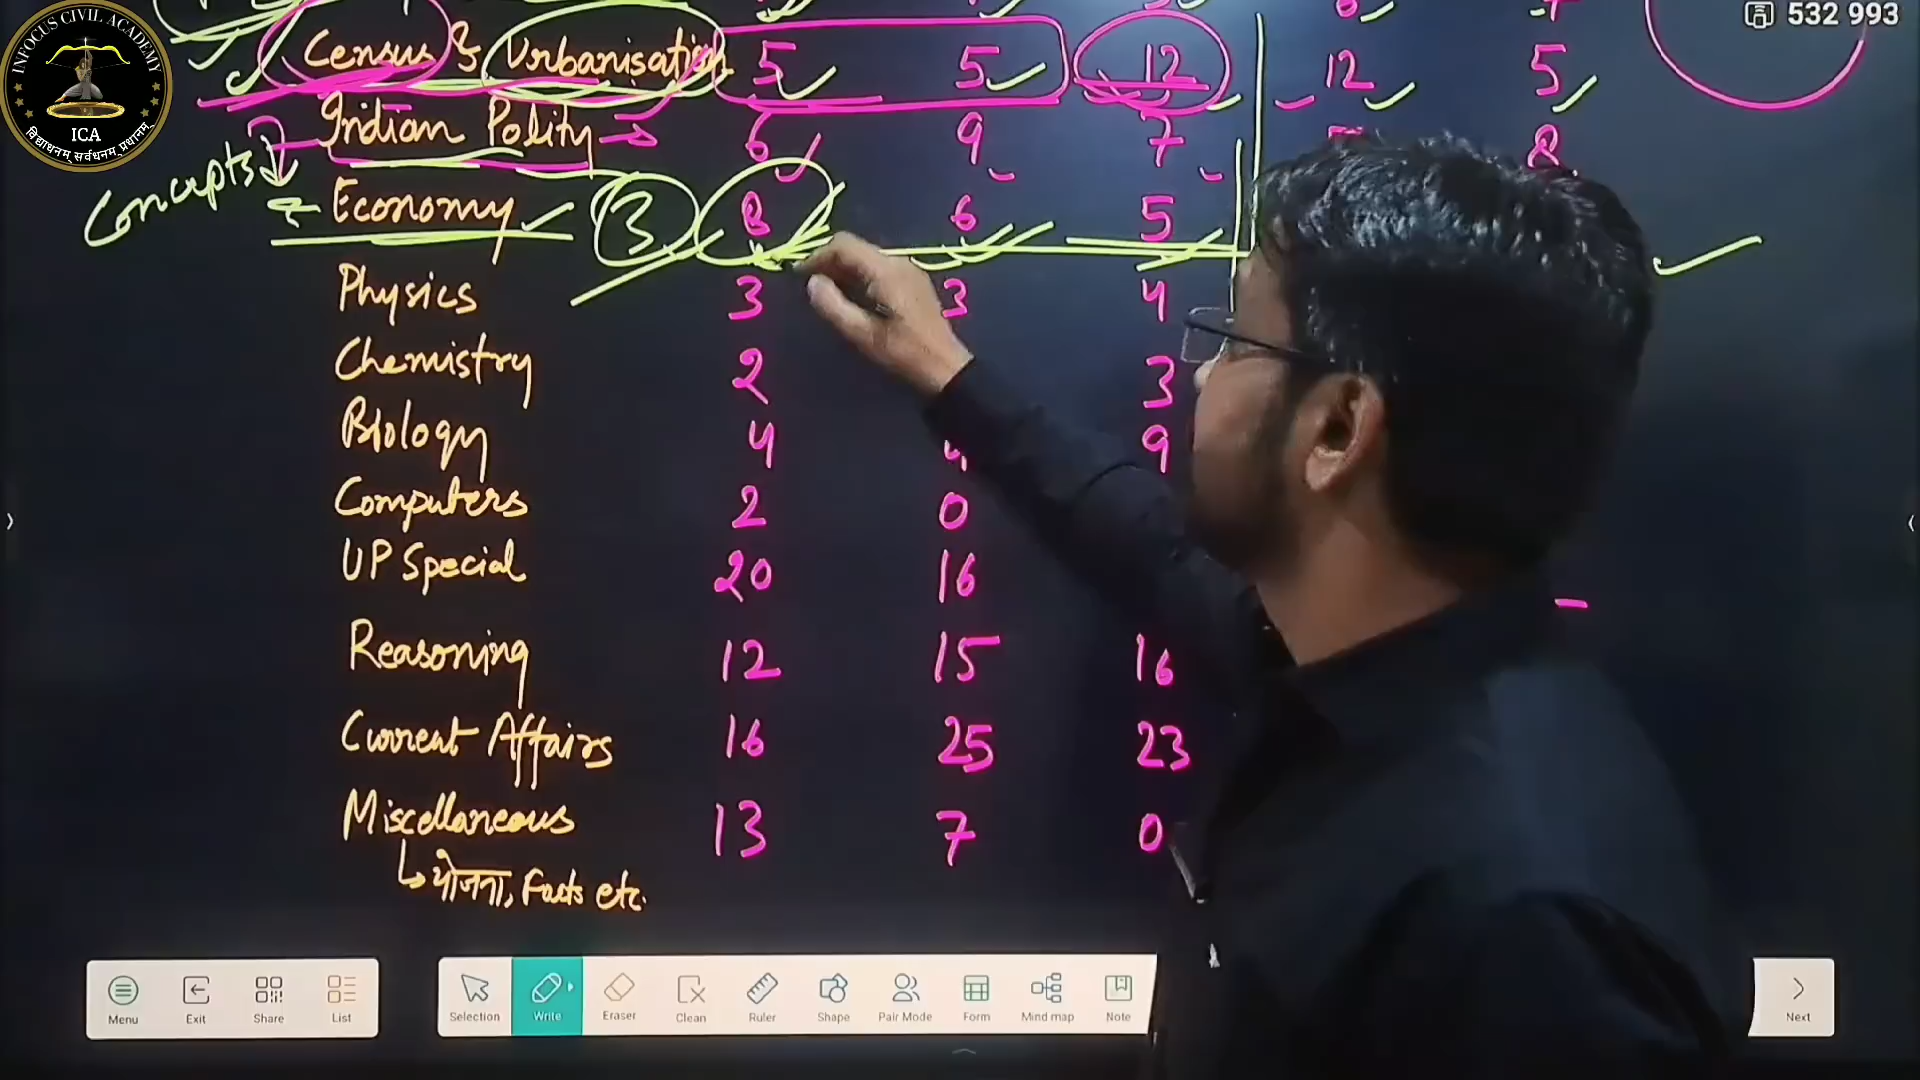 INFOCUS CIVIL ACADEMY
ICA
विद्याधनम् सर्वधनम् प्रधानम्
532 993
Census & Urbanisation 5 5 12 12 5
Indian Polity 6 9 7 8
Concepts
Economy 3 8 6 5
Physics 3 3 4
Chemistry 2 3
Biology 4 4 9
Computers 2 0
UP Special 20 16
Reasoning 12 15 16
Current Affairs 16 25 23
Miscellaneous 13 7 0
योजना, Facts etc.
Menu Exit Share List Selection Write Eraser Clean Ruler Shape Pair Mode Form Mind map Note Next